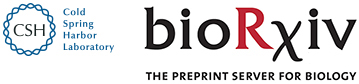 CSH
Cold
Spring
Harbor
Laboratory
bioRχiv
THE PREPRINT SERVER FOR BIOLOGY